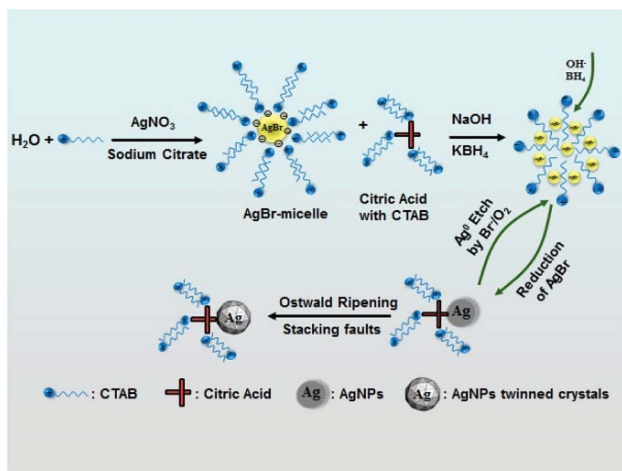 OH-
BH₄
H₂O +
AgNO₃
Sodium Citrate
AgBr
AgBr-micelle
+
Citric Acid
with CTAB
NaOH
KBH₄
Ag⁰ Etch
by Br⁻/O₂
Reduction
of AgBr
Ostwald Ripening
Stacking faults
Ag
Ag
: CTAB
: Citric Acid
Ag
: AgNPs
Ag
: AgNPs twinned crystals